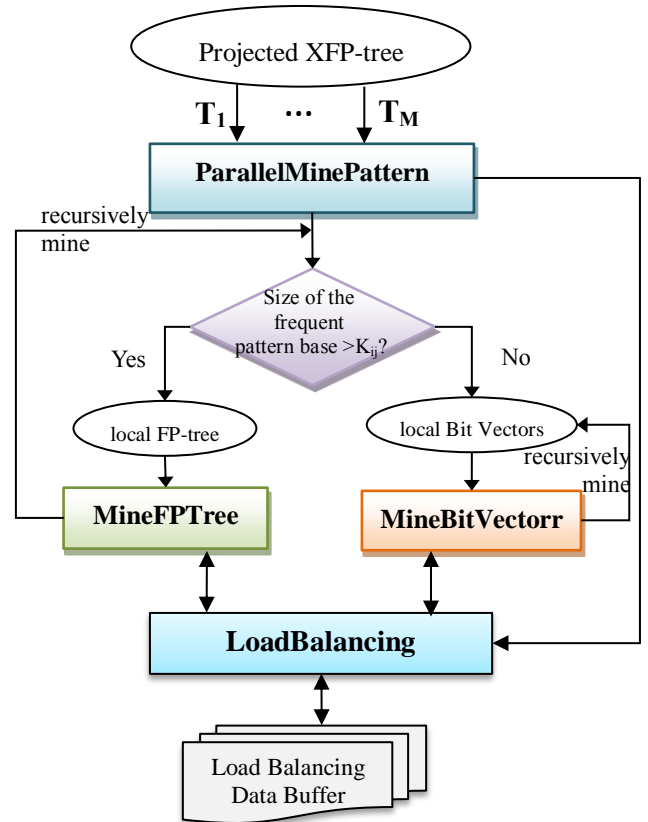 Projected XFP-tree
T1 ... TM
ParallelMinePattern
recursively
mine
Size of the
frequent
pattern base >Kij?
Yes
No
local FP-tree
local Bit Vectors
recursively
mine
MineFPTree
MineBitVectorr
LoadBalancing
Load Balancing
Data Buffer